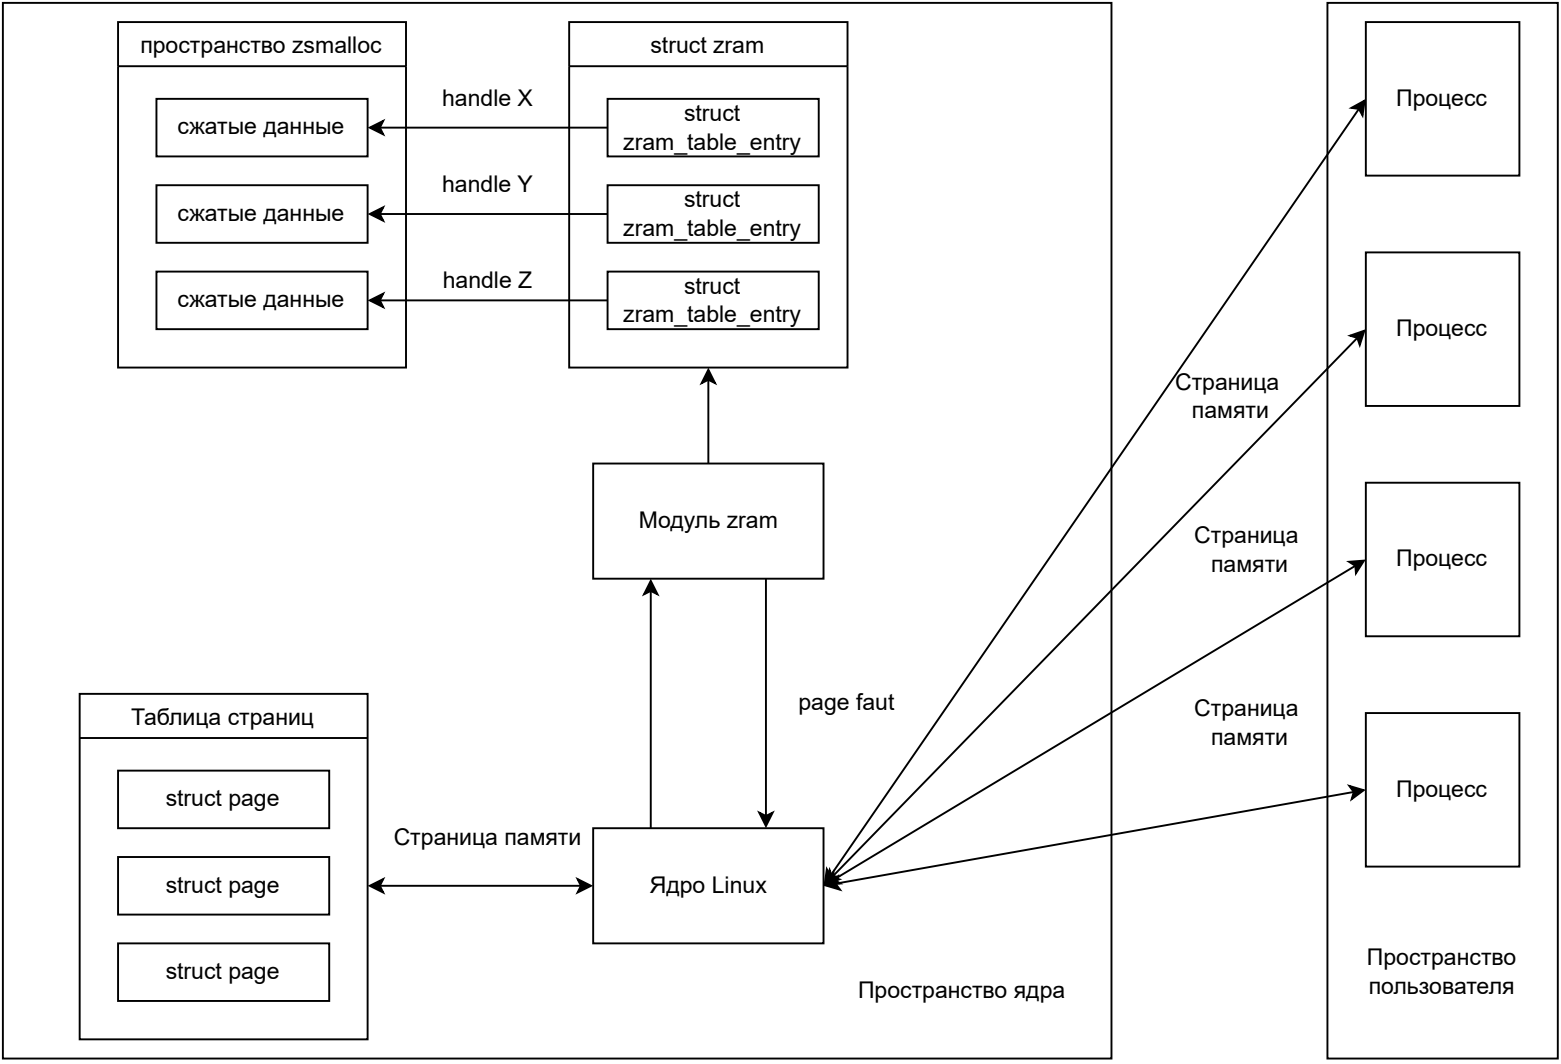 пространство zsmalloc
сжатые данные
сжатые данные
сжатые данные
handle X
handle Y
handle Z
struct zram
struct
zram_table_entry
struct
zram_table_entry
struct
zram_table_entry
Модуль zram
page faut
Таблица страниц
struct page
struct page
struct page
Страница памяти
Ядро Linux
Пространство ядра
Страница
памяти
Страница
памяти
Страница
памяти
Процесс
Процесс
Процесс
Процесс
Пространство
пользователя